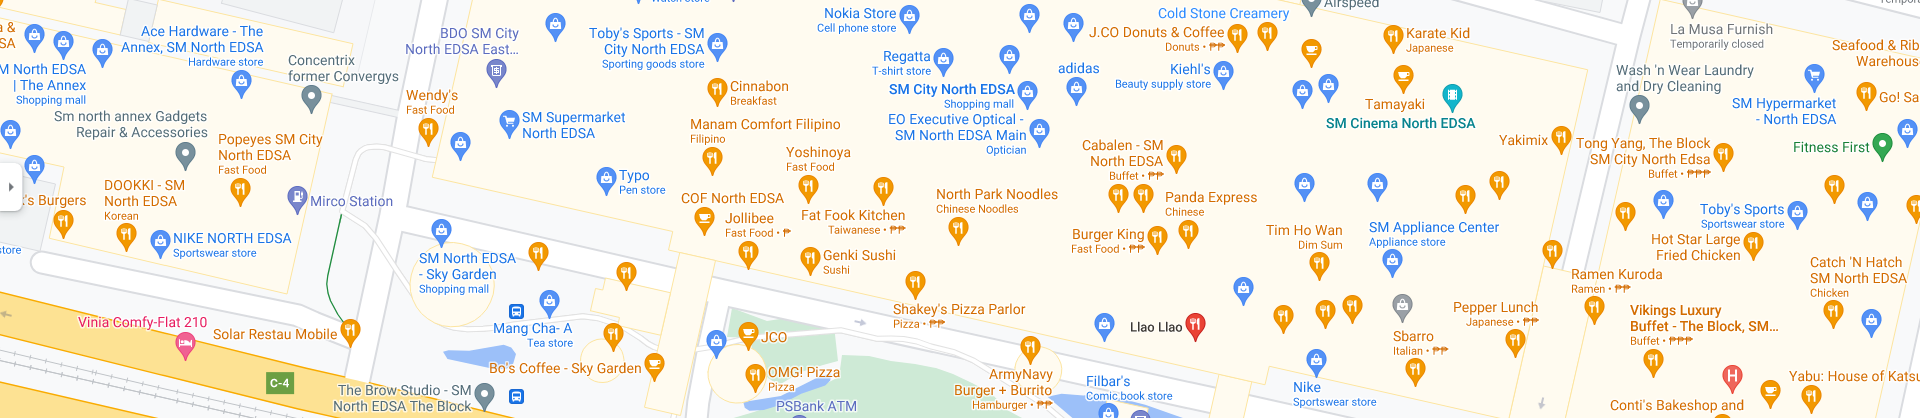 Ace Hardware - The
Annex, SM North EDSA
Hardware store
M North EDSA
| The Annex
Shopping mall
Concentrix
former Convergys
Sm north annex Gadgets
Repair & Accessories
Popeyes SM City
North EDSA
Fast Food
DOOKKI - SM
North EDSA
Korean
's Burgers
NIKE NORTH EDSA
Sportswear store
Mirco Station
Vinia Comfy-Flat 210
Solar Restau Mobile
C-4
The Brow Studio - SM
North EDSA The Block
BDO SM City
North EDSA East...
Wendy's
Fast Food
SM Supermarket
North EDSA
Toby's Sports - SM
City North EDSA
Sporting goods store
Cinnabon
Breakfast
Manam Comfort Filipino
Filipino
Yoshinoya
Fast Food
Typo
Pen store
COF North EDSA
Jollibee
Fast Food • ₱
Fat Fook Kitchen
Taiwanese • ₱₱
Genki Sushi
Sushi
SM North EDSA
- Sky Garden
Shopping mall
Mang Cha- A
Tea store
Bo's Coffee - Sky Garden
JCO
OMG! Pizza
Pizza
PSBank ATM
Nokia Store
Cell phone store
Regatta
T-shirt store
SM City North EDSA
Shopping mall
EO Executive Optical -
SM North EDSA Main
Optician
adidas
North Park Noodles
Chinese Noodles
Shakey's Pizza Parlor
Pizza • ₱₱
ArmyNavy
Burger + Burrito
Hamburger • ₱₱
Cold Stone Creamery
J.CO Donuts & Coffee
Donuts • ₱₱
Kiehl's
Beauty supply store
Airspeed
Karate Kid
Japanese
Tamayaki
SM Cinema North EDSA
Cabalen - SM
North EDSA
Buffet • ₱₱
Panda Express
Chinese
Burger King
Fast Food • ₱₱
Tim Ho Wan
Dim Sum
SM Appliance Center
Appliance store
Llao Llao
Filbar's
Comic book store
Nike
Sportswear store
Sbarro
Italian • ₱₱
Pepper Lunch
Japanese • ₱₱
Yakimix
La Musa Furnish
Temporarily closed
Wash 'n Wear Laundry
and Dry Cleaning
Seafood & Rib
Warehouse
SM Hypermarket
- North EDSA
Go! Sa
Tong Yang, The Block
SM City North Edsa
Buffet • ₱₱₱
Fitness First
Toby's Sports
Sportswear store
Hot Star Large
Fried Chicken
Ramen Kuroda
Ramen • ₱₱
Catch 'N Hatch
SM North EDSA
Chicken
Vikings Luxury
Buffet - The Block, SM...
Buffet • ₱₱₱
Yabu: House of Katsu
Conti's Bakeshop and